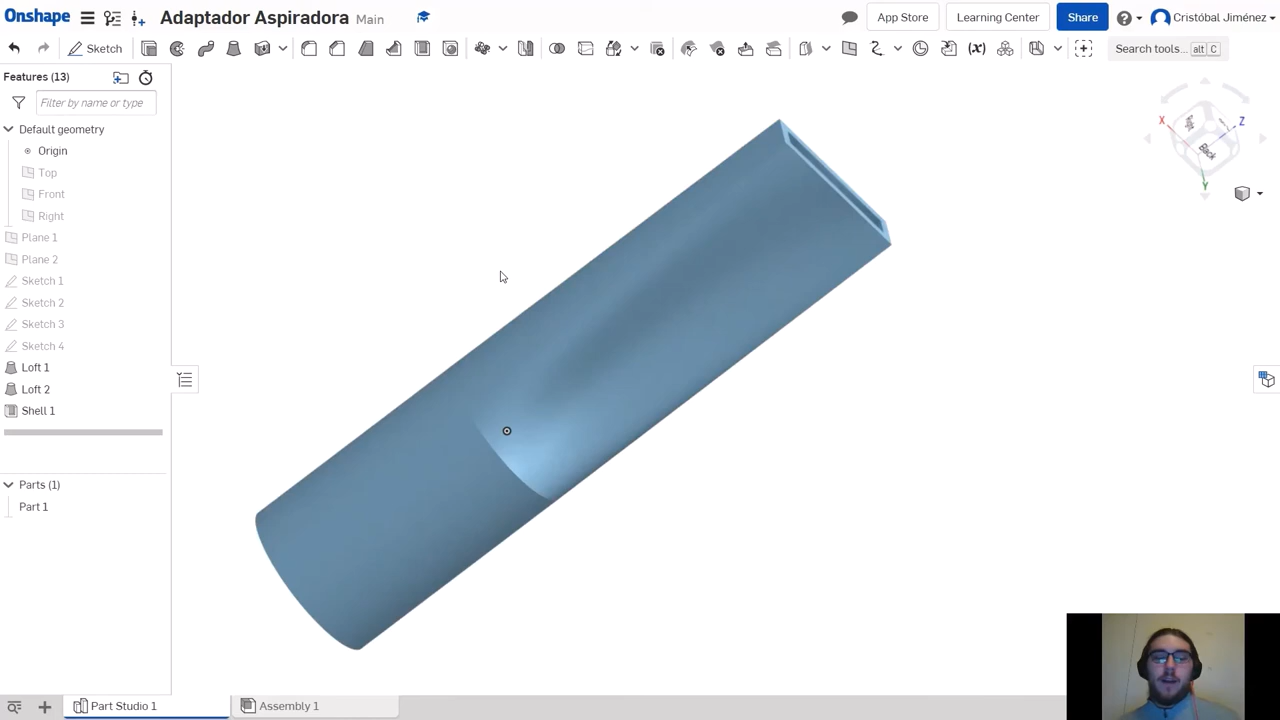 Onshape
Adaptador Aspiradora Main
App Store
Learning Center
Share
Cristóbal Jiménez
Sketch
Search tools... alt C
Features (13)
Filter by name or type
Default geometry
Origin
Top
Front
Right
Plane 1
Plane 2
Sketch 1
Sketch 2
Sketch 3
Sketch 4
Loft 1
Loft 2
Shell 1
Parts (1)
Part 1
X
Z
Back
Y
Part Studio 1
Assembly 1